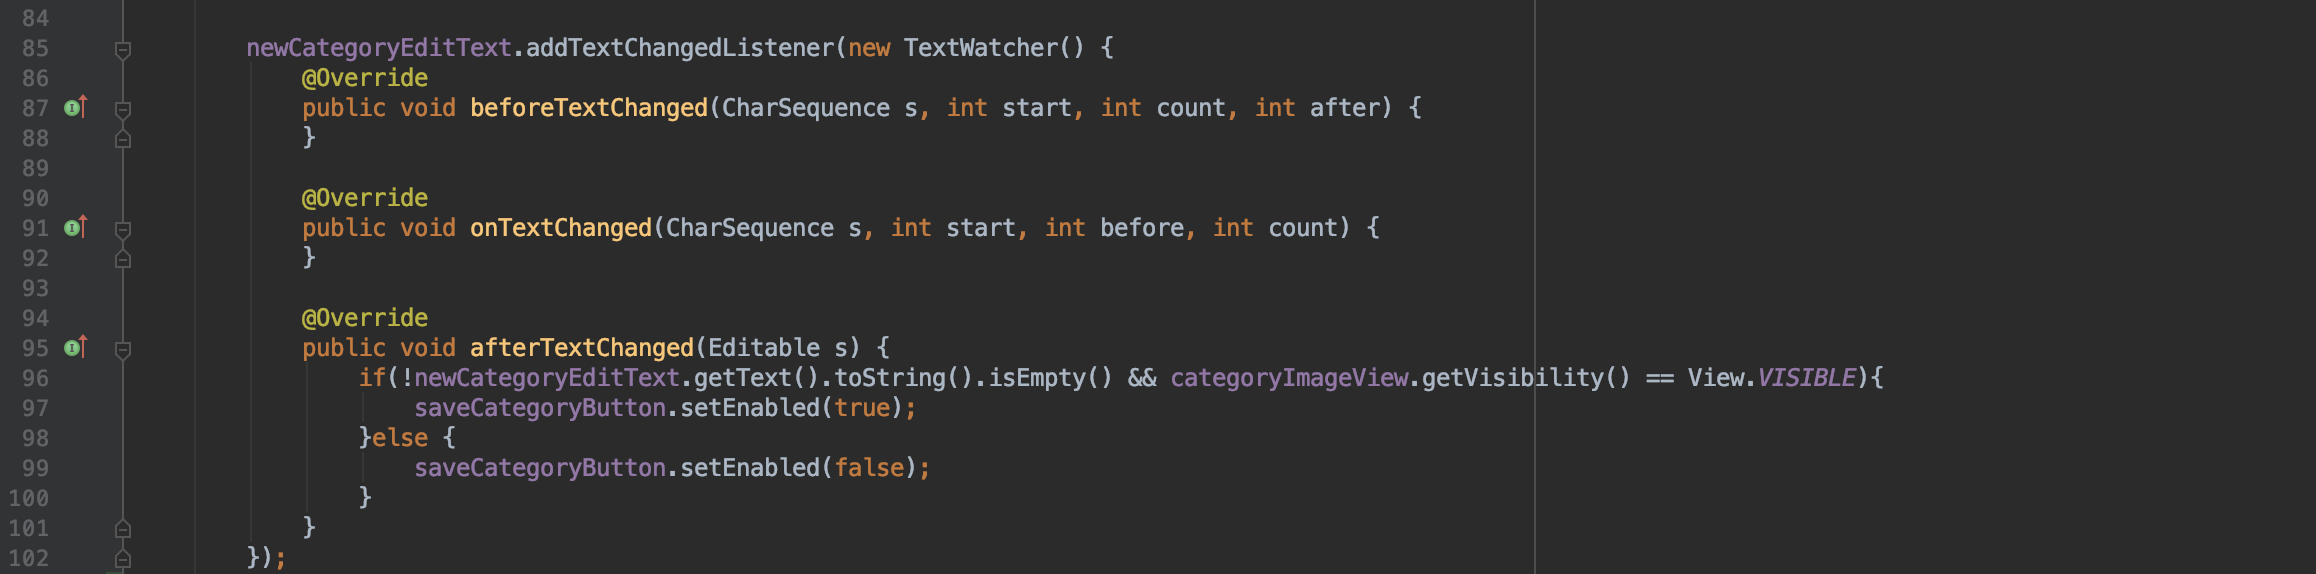 84
85 newCategoryEditText.addTextChangedListener(new TextWatcher() {
86 @Override
87 public void beforeTextChanged(CharSequence s, int start, int count, int after) {
88 }
89
90 @Override
91 public void onTextChanged(CharSequence s, int start, int before, int count) {
92 }
93
94 @Override
95 public void afterTextChanged(Editable s) {
96 if(!newCategoryEditText.getText().toString().isEmpty() && categoryImageView.getVisibility() == View.VISIBLE){
97 saveCategoryButton.setEnabled(true);
98 }else {
99 saveCategoryButton.setEnabled(false);
100 }
101 }
102 });